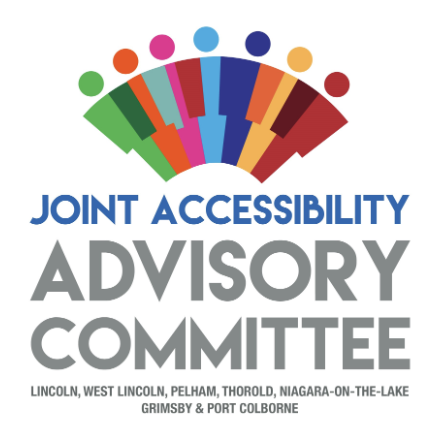 JOINT ACCESSIBILITY
ADVISORY
COMMITTEE
LINCOLN, WEST LINCOLN, PELHAM, THOROLD, NIAGARA-ON-THE-LAKE
GRIMSBY & PORT COLBORNE